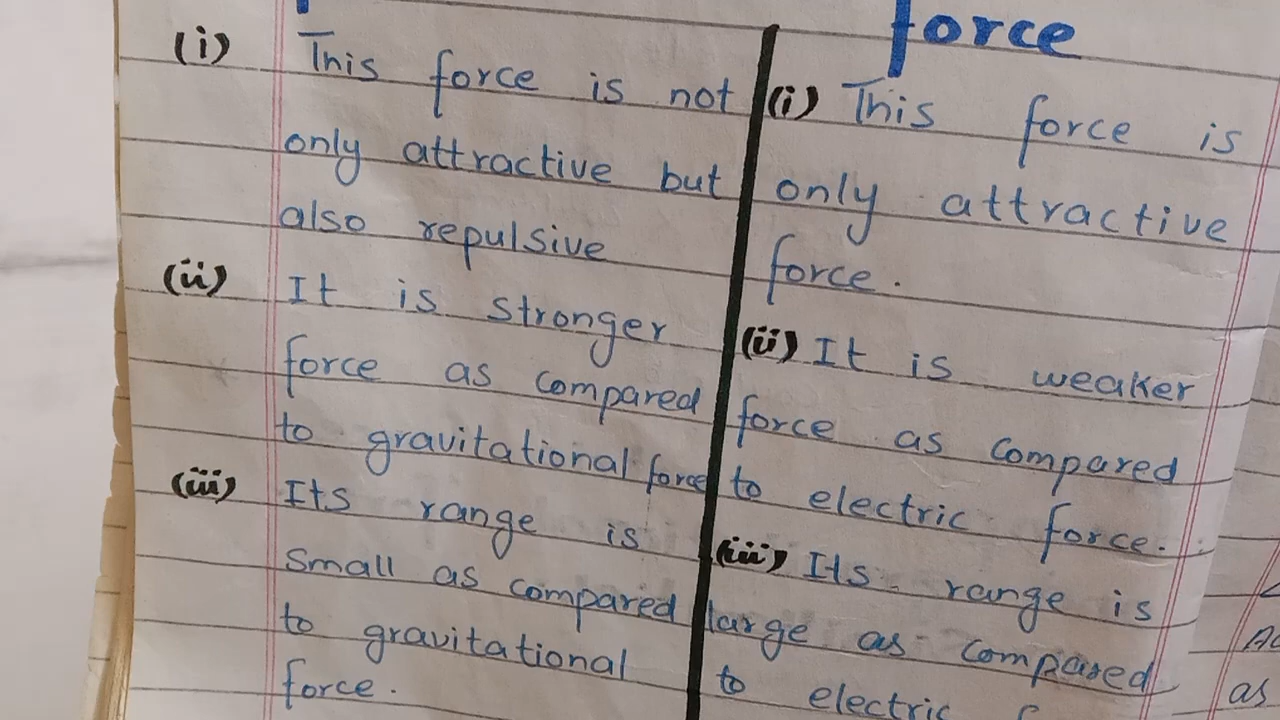 force
(i) This force is not
only attractive but
also repulsive
(ii) It is stronger
force as compared
to gravitational force
(iii) Its range is
small as compared
to gravitational
force.
(i) This force is
only attractive
force.
(ii) It is weaker
force as compared
to electric force.
(iii) Its range is
large as compared
to electric
as